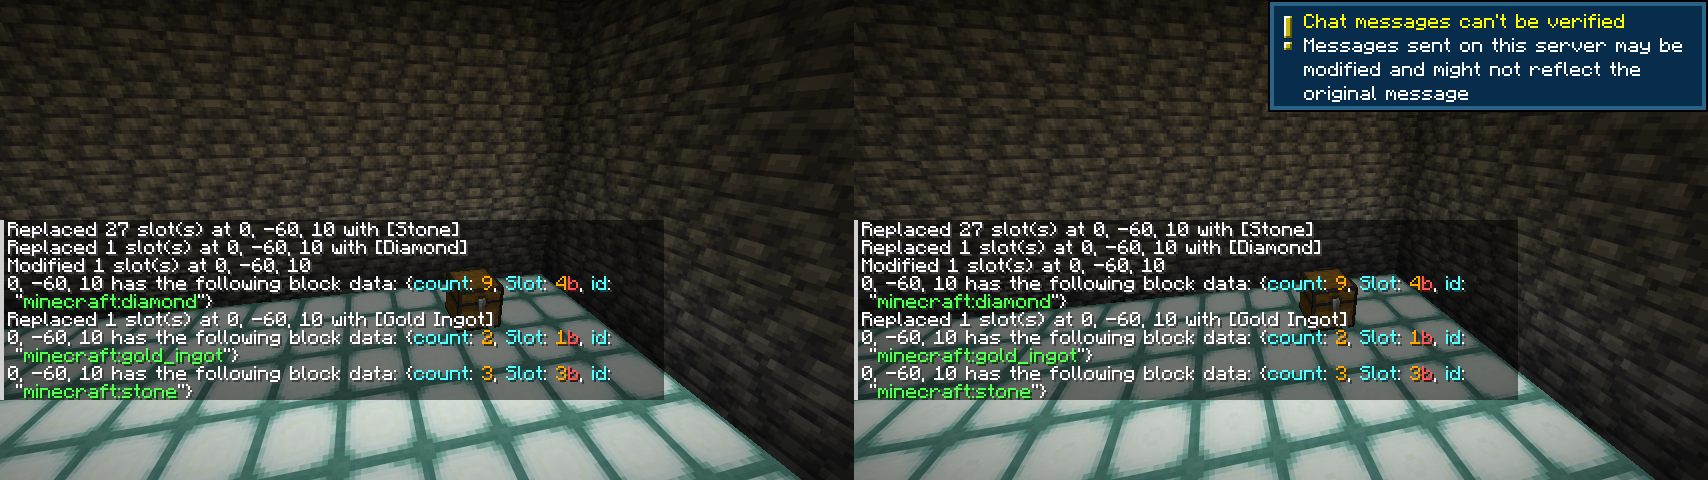 Replaced 27 slot(s) at 0, -60, 10 with [Stone]
Replaced 1 slot(s) at 0, -60, 10 with [Diamond]
Modified 1 slot(s) at 0, -60, 10
0, -60, 10 has the following block data: {count: 9, Slot: 4b, id:
"minecraft:diamond"}
Replaced 1 slot(s) at 0, -60, 10 with [Gold Ingot]
0, -60, 10 has the following block data: {count: 2, Slot: 1b, id:
"minecraft:gold_ingot"}
0, -60, 10 has the following block data: {count: 3, Slot: 3b, id:
"minecraft:stone"}
Chat messages can't be verified
Messages sent on this server may be
modified and might not reflect the
original message
Replaced 27 slot(s) at 0, -60, 10 with [Stone]
Replaced 1 slot(s) at 0, -60, 10 with [Diamond]
Modified 1 slot(s) at 0, -60, 10
0, -60, 10 has the following block data: {count: 9, Slot: 4b, id:
"minecraft:diamond"}
Replaced 1 slot(s) at 0, -60, 10 with [Gold Ingot]
0, -60, 10 has the following block data: {count: 2, Slot: 1b, id:
"minecraft:gold_ingot"}
0, -60, 10 has the following block data: {count: 3, Slot: 3b, id:
"minecraft:stone"}